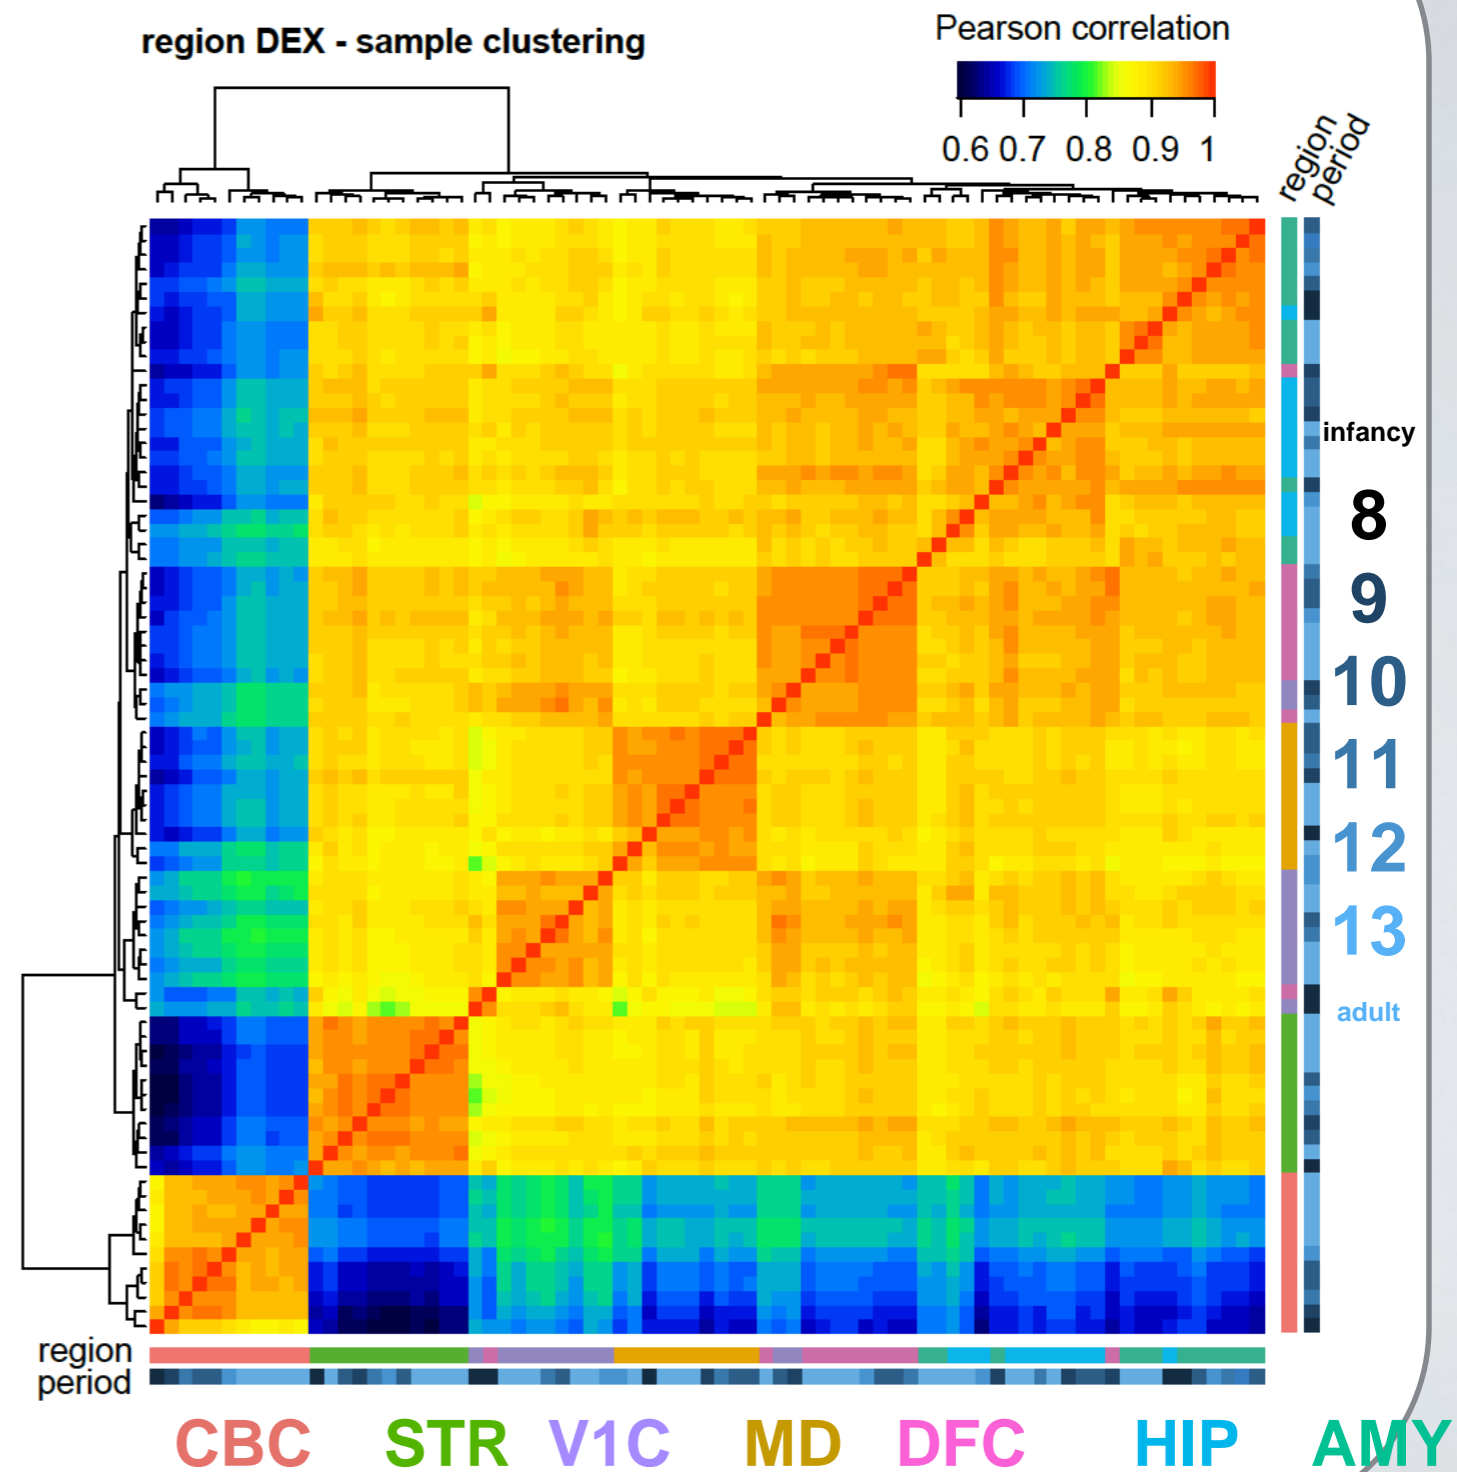 region DEX - sample clustering
Pearson correlation
0.6 0.7 0.8 0.9 1
region
period
infancy
8
9
10
11
12
13
adult
region
period
CBC STR V1C MD DFC HIP AMY